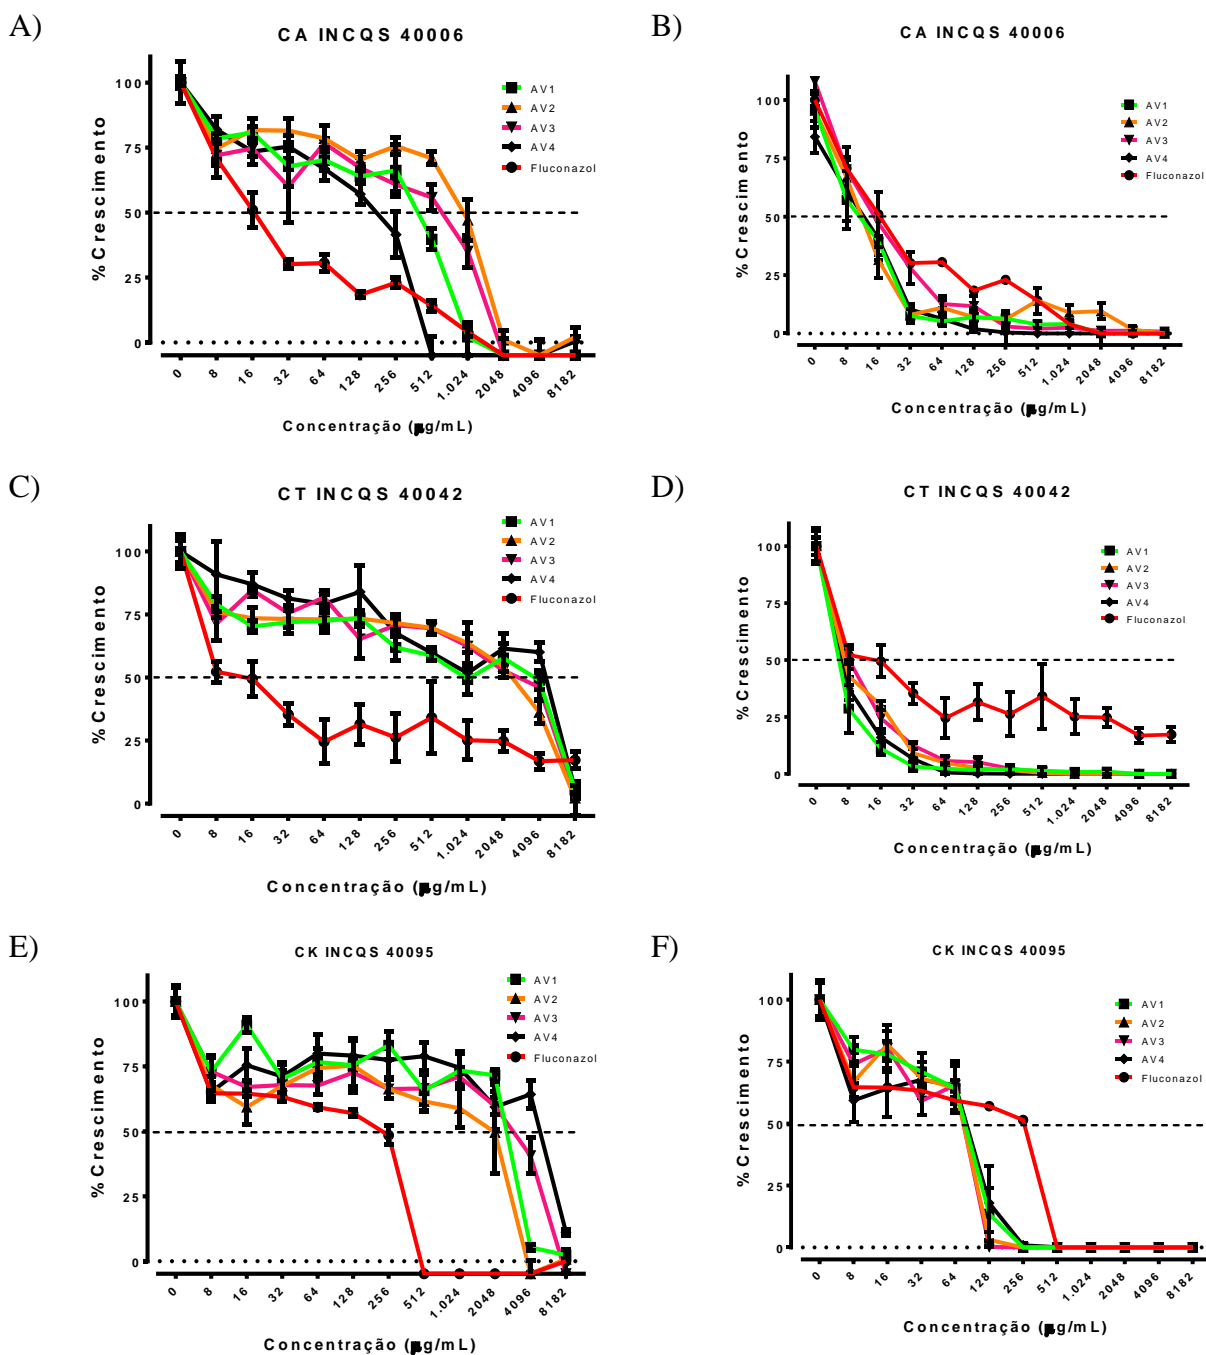 A)
CA INCQS 40006
% Crescimento
100
75
50
25
0
AV1
AV2
AV3
AV4
Fluconazol
0 8 16 32 64 128 256 512 1.024 2048 4096 8182
Concentração (µg/mL)
B)
CA INCQS 40006
% Crescimento
100
75
50
25
0
AV1
AV2
AV3
AV4
Fluconazol
0 8 16 32 64 128 256 512 1.024 2048 4096 8182
Concentração (µg/mL)
C)
CT INCQS 40042
% Crescimento
100
75
50
25
0
AV1
AV2
AV3
AV4
Fluconazol
0 8 16 32 64 128 256 512 1.024 2048 4096 8182
Concentração (µg/mL)
D)
CT INCQS 40042
% Crescimento
100
75
50
25
0
AV1
AV2
AV3
AV4
Fluconazol
0 8 16 32 64 128 256 512 1.024 2048 4096 8182
Concentração (µg/mL)
E)
CK INCQS 40095
% Crescimento
100
75
50
25
0
AV1
AV2
AV3
AV4
Fluconazol
0 8 16 32 64 128 256 512 1.024 2048 4096 8182
Concentração (µg/mL)
F)
CK INCQS 40095
% Crescimento
100
75
50
25
0
AV1
AV2
AV3
AV4
Fluconazol
0 8 16 32 64 128 256 512 1.024 2048 4096 8182
Concentração (µg/mL)